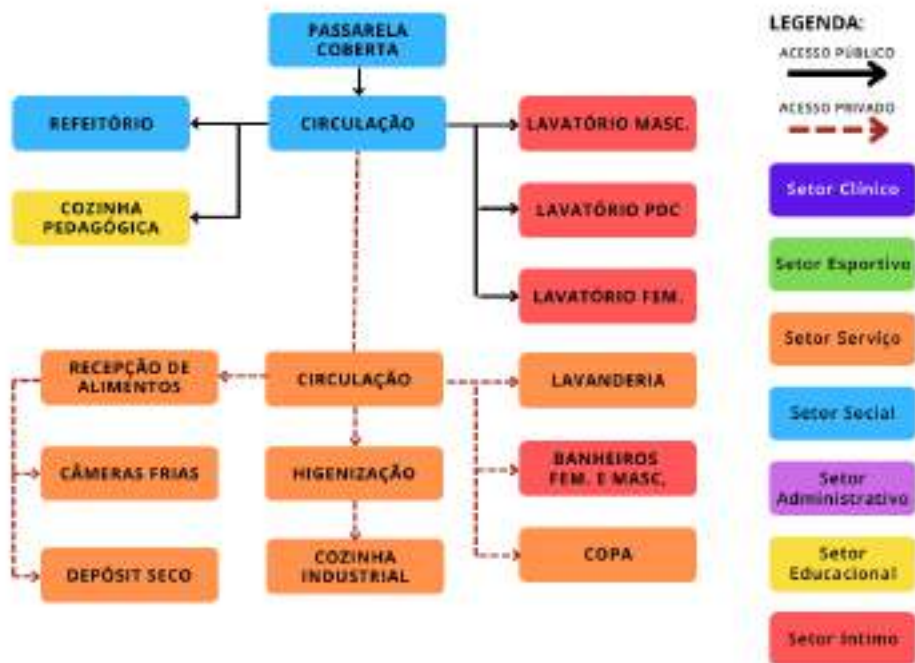 PASSARELA
COBERTA
REFEITÓRIO
CIRCULAÇÃO
LAVATÓRIO MASC.
COZINHA
PEDAGÓGICA
LAVATÓRIO PDC
LAVATÓRIO FEM.
RECEPÇÃO DE
ALIMENTOS
CIRCULAÇÃO
LAVANDERIA
CÂMERAS FRIAS
HIGENIZAÇÃO
BANHEIROS
FEM. E MASC.
DEPÓSIT SECO
COZINHA
INDUSTRIAL
COPA
LEGENDA:
ACESSO PÚBLICO
ACESSO PRIVADO
Setor Clínico
Setor Esportivo
Setor Serviço
Setor Social
Setor
Administrativo
Setor
Educacional
Setor Íntimo